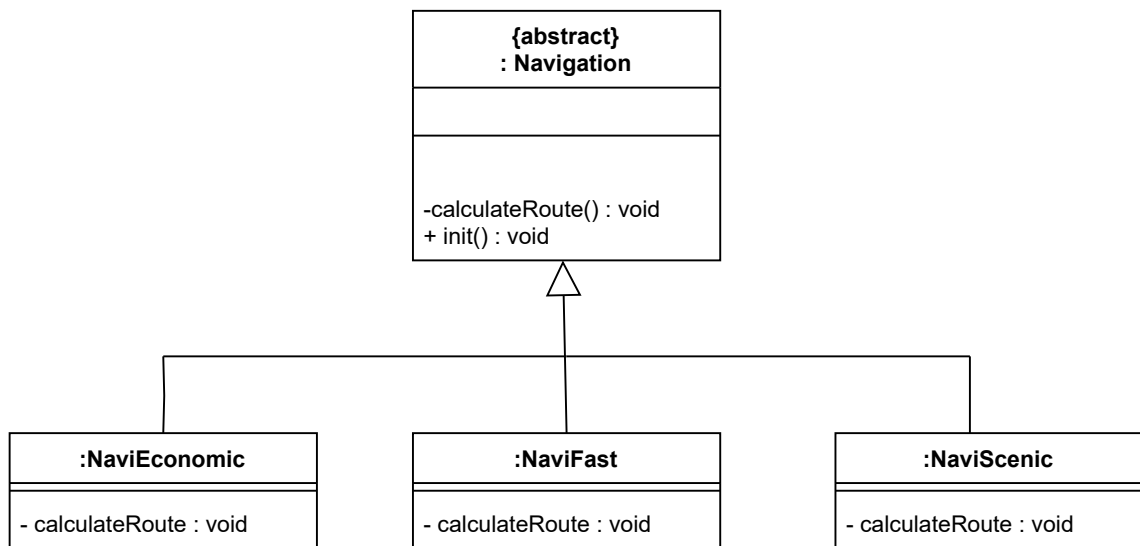 {abstract}
: Navigation
-calculateRoute() : void
+ init() : void
:NaviEconomic
:NaviFast
:NaviScenic
- calculateRoute : void
- calculateRoute : void
- calculateRoute : void